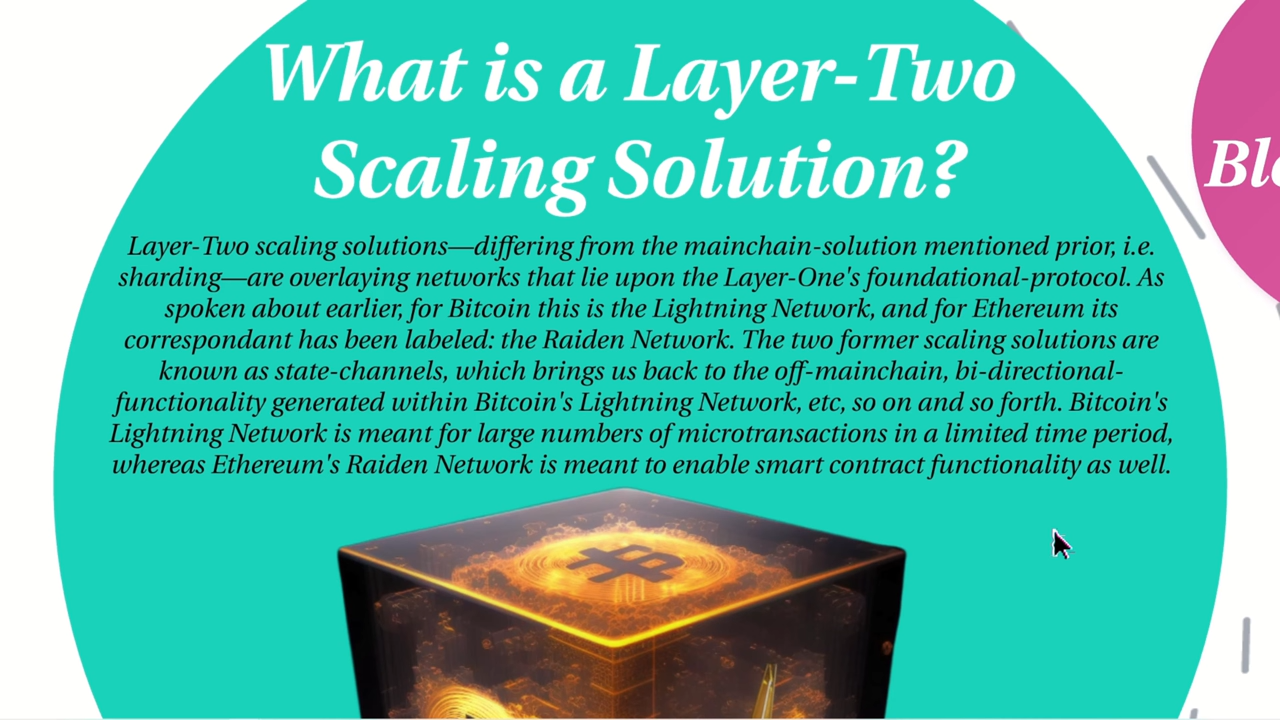 What is a Layer-Two
Scaling Solution?
Layer-Two scaling solutions—differing from the mainchain-solution mentioned prior, i.e.
sharding—are overlaying networks that lie upon the Layer-One's foundational-protocol. As
spoken about earlier, for Bitcoin this is the Lightning Network, and for Ethereum its
correspondant has been labeled: the Raiden Network. The two former scaling solutions are
known as state-channels, which brings us back to the off-mainchain, bi-directional-
functionality generated within Bitcoin's Lightning Network, etc, so on and so forth. Bitcoin's
Lightning Network is meant for large numbers of microtransactions in a limited time period,
whereas Ethereum's Raiden Network is meant to enable smart contract functionality as well.